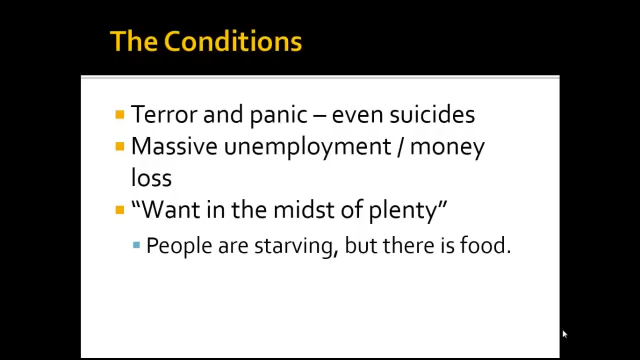 The Conditions
Terror and panic – even suicides
Massive unemployment / money
loss
“Want in the midst of plenty”
People are starving, but there is food.